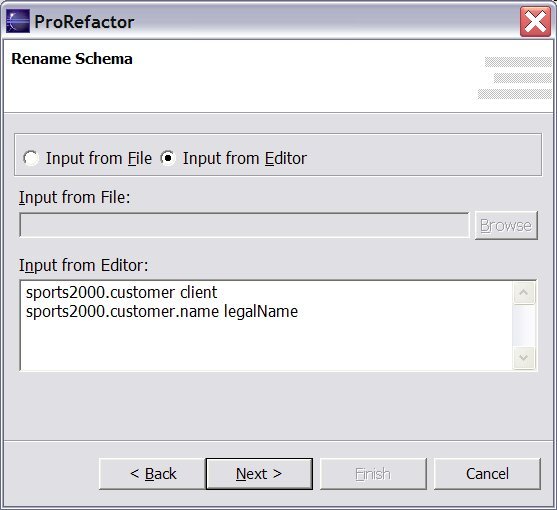 ProRefactor
Rename Schema
Input from File
Input from Editor
Input from File:
Browse
Input from Editor:
sports2000.customer client
sports2000.customer.name legalName
< Back
Next >
Finish
Cancel